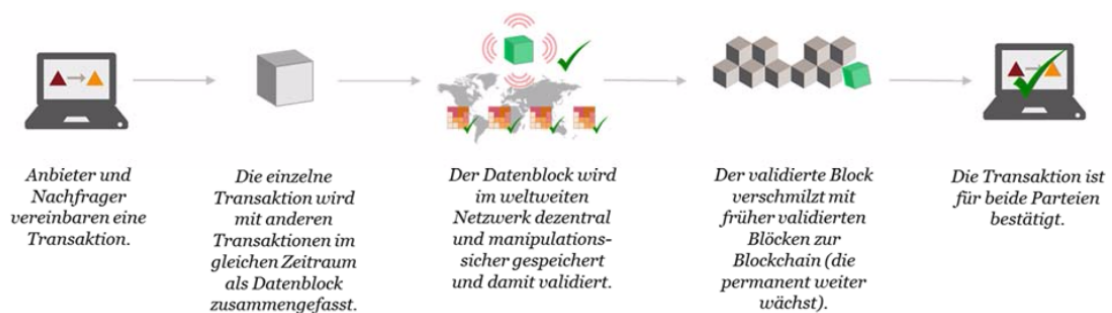 Anbieter und
Nachfrager
vereinbaren eine
Transaktion.
Die einzelne
Transaktion wird
mit anderen
Transaktionen im
gleichen Zeitraum
als Datenblock
zusammengefasst.
Der Datenblock wird
im weltweiten
Netzwerk dezentral
und manipulations-
sicher gespeichert
und damit validiert.
Der validierte Block
verschmilzt mit
früher validierten
Blöcken zur
Blockchain (die
permanent weiter
wächst).
Die Transaktion ist
für beide Parteien
bestätigt.